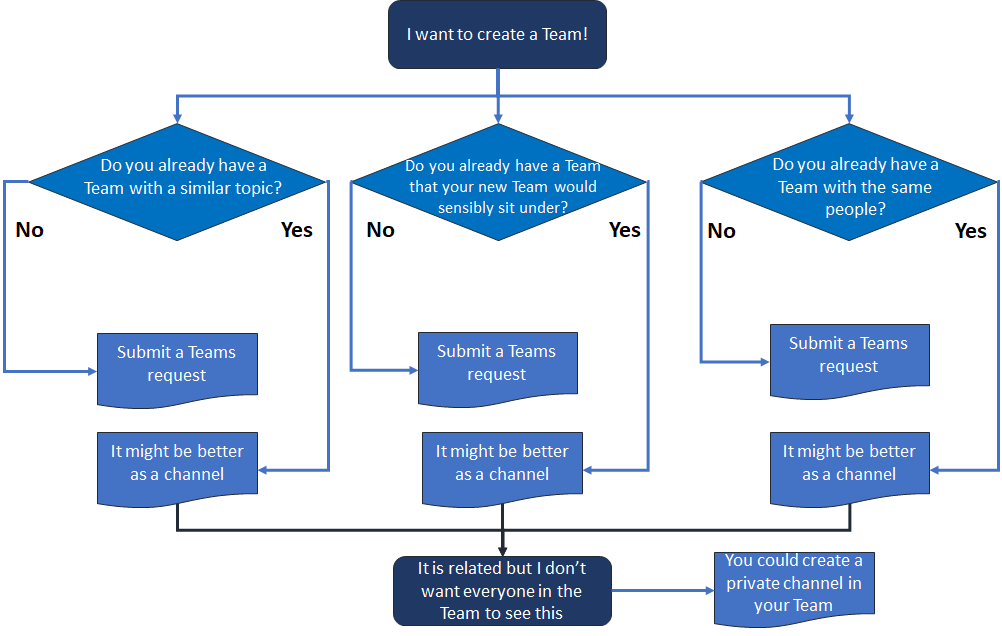 I want to create a Team!
Do you already have a
Team with a similar topic?
Do you already have a Team
that your new Team would
sensibly sit under?
Do you already have a
Team with the same
people?
No
Yes
No
Yes
No
Yes
Submit a Teams
request
Submit a Teams
request
Submit a Teams
request
It might be better
as a channel
It might be better
as a channel
It might be better
as a channel
It is related but I don’t
want everyone in the
Team to see this
You could create a
private channel in
your Team